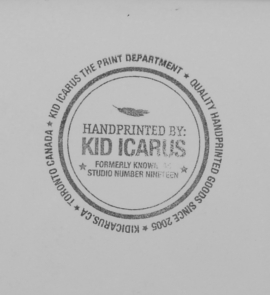 ★ KID ICARUS THE PRINT DEPARTMENT ★ QUALITY HANDPRINTED GOODS SINCE 2005 ★ KIDICARUS.CA ★ TORONTO CANADA
HANDPRINTED BY:
KID ICARUS
FORMERLY KNOWN AS
★ STUDIO NUMBER NINETEEN ★